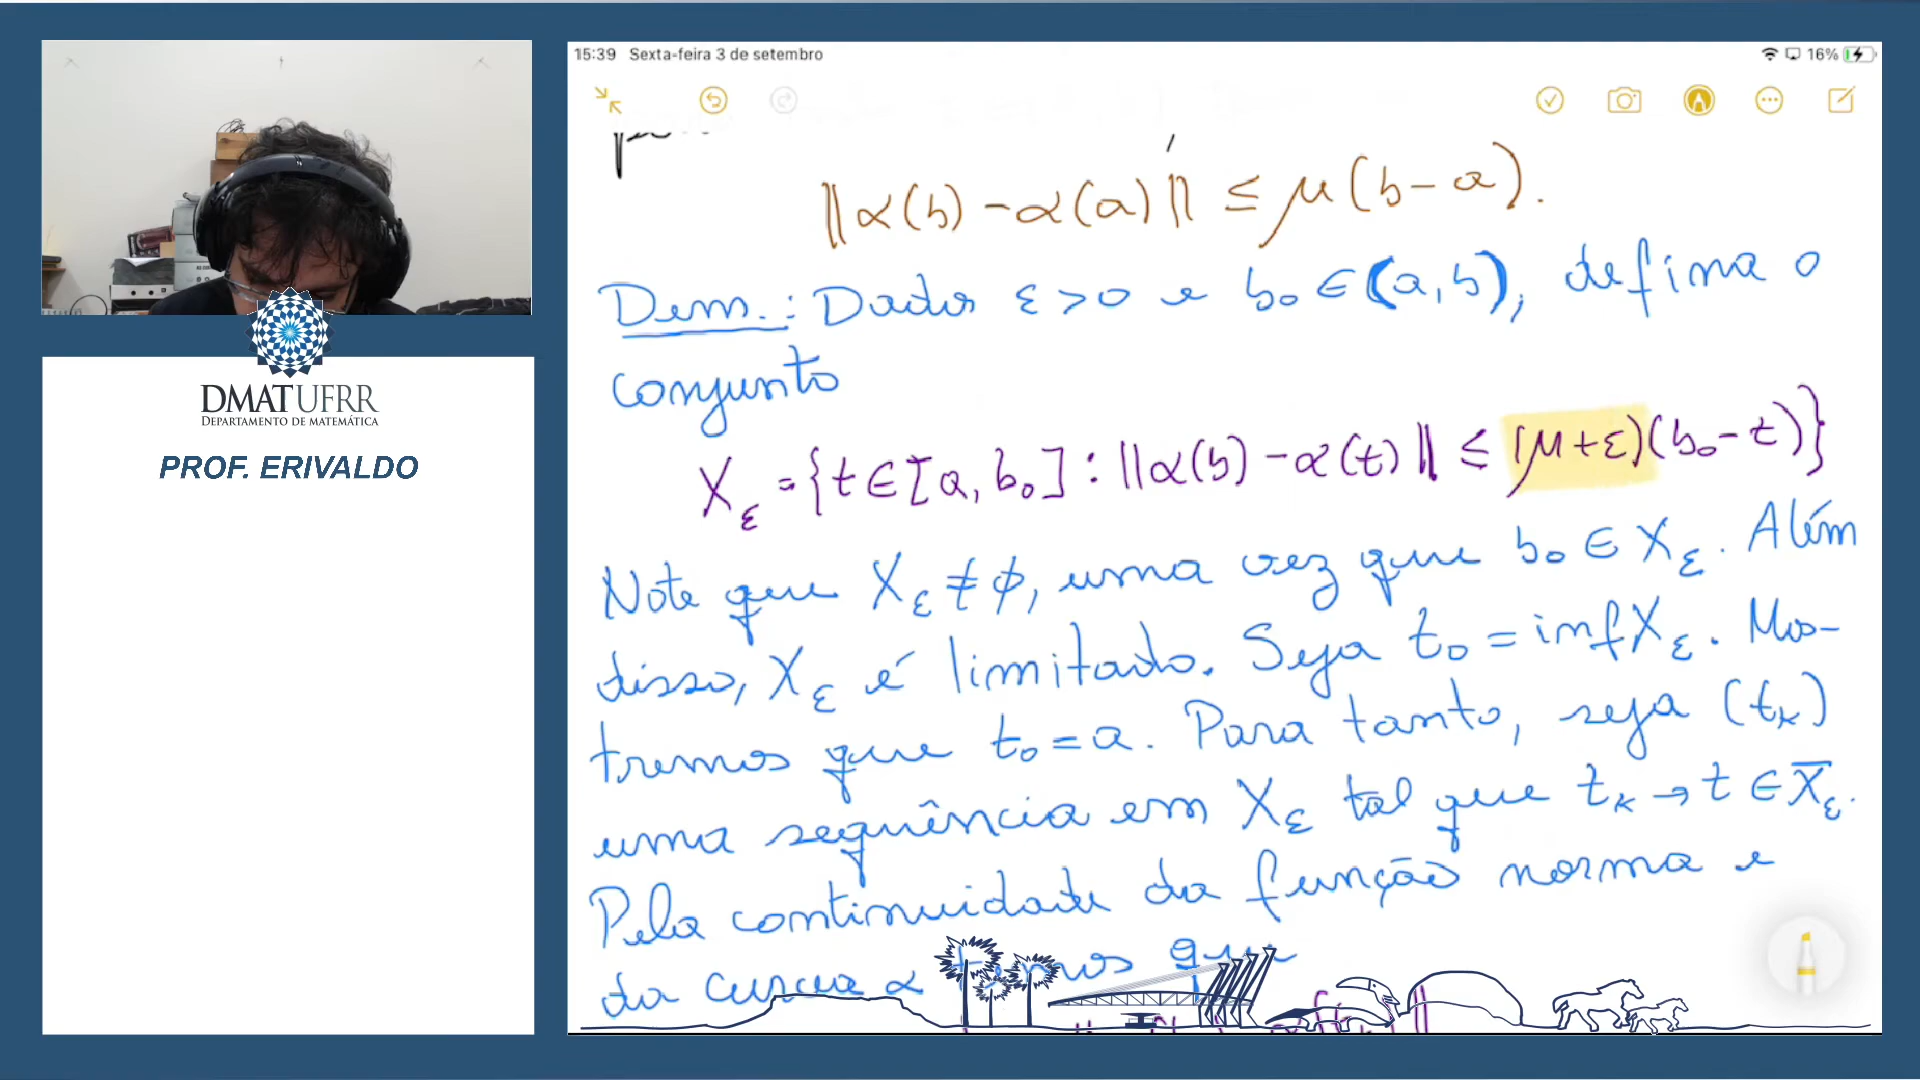 15:39 Sexta-feira 3 de setembro
16%
||α(b) - α(a)|| ≤ μ(b-a).
Dem.: Dados ε>0 e b₀ ∈ (a,b), defina o
conjunto
X_ε = {t ∈ [a, b₀] : ||α(b) - α(t)|| ≤ (μ+ε)(b₀-t)}
Note que X_ε ≠ ϕ, uma vez que b₀ ∈ X_ε. Além
disso, X_ε é limitado. Seja t₀ = inf X_ε. Mos-
tremos que t₀ = a. Para tanto, seja (t_k)
uma sequência em X_ε tal que t_k → t ∈ X̅_ε.
Pela continuidade da função norma e
da curva α temos que
DMATUFRR
DEPARTAMENTO DE MATEMÁTICA
PROF. ERIVALDO